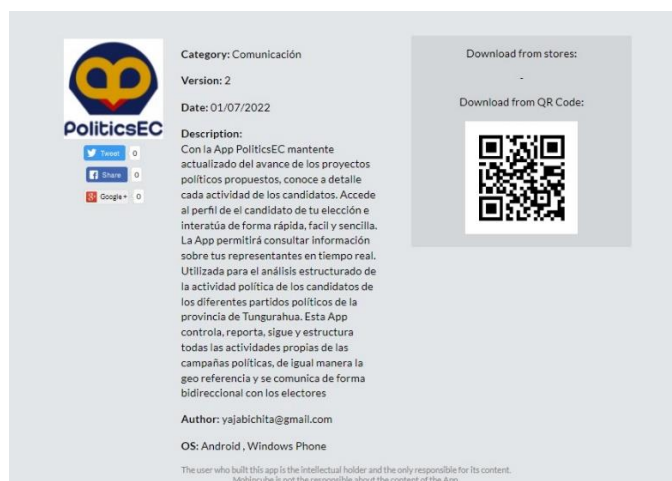 PoliticsEC
Tweet 0
Share 0
Google + 0
Category: Comunicación
Version: 2
Date: 01/07/2022
Description:
Con la App PoliticsEC mantente
actualizado del avance de los proyectos
políticos propuestos, conoce a detalle
cada actividad de los candidatos. Accede
al perfil de el candidato de tu elección e
interatúa de forma rápida, facil y sencilla.
La App permitirá consultar información
sobre tus representantes en tiempo real.
Utilizada para el análisis estructurado de
la actividad política de los candidatos de
los diferentes partidos políticos de la
provincia de Tungurahua. Esta App
controla, reporta, sigue y estructura
todas las actividades propias de las
campañas políticas, de igual manera la
geo referencia y se comunica de forma
bidireccional con los electores
Author: yajabichita@gmail.com
OS: Android , Windows Phone
Download from stores:
-
Download from QR Code:
The user who built this app is the intellectual holder and the only responsible for its content.
Mobincube is not the responsible about the content of the App.